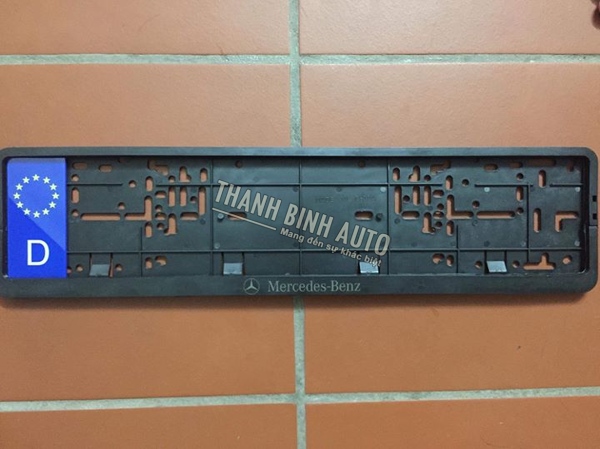 THANH BINH AUTO
Mang đến sự khác biệt
D
Mercedes-Benz